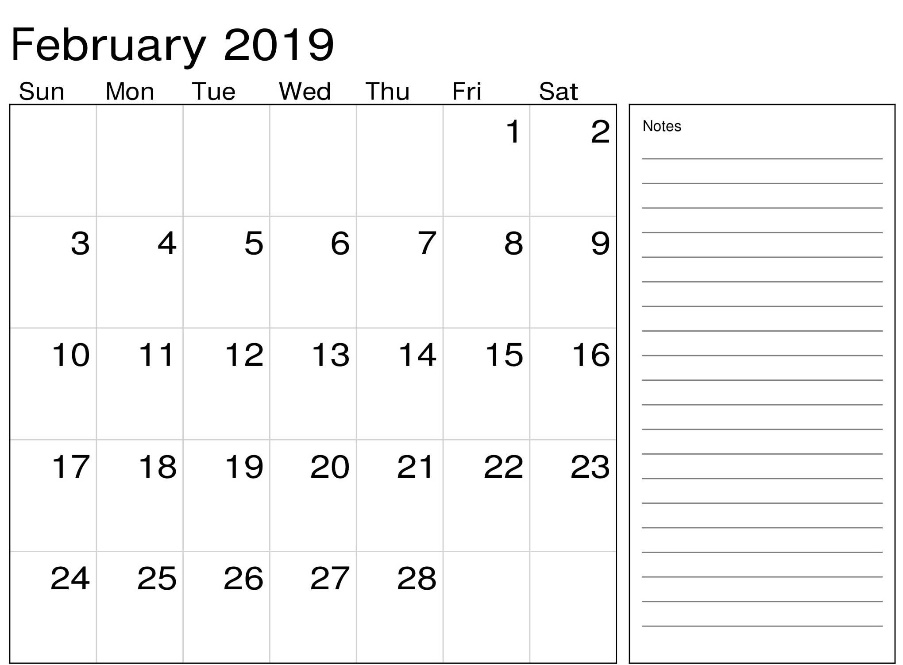 February 2019
Sun Mon Tue Wed Thu Fri Sat
1 2
3 4 5 6 7 8 9
10 11 12 13 14 15 16
17 18 19 20 21 22 23
24 25 26 27 28
Notes